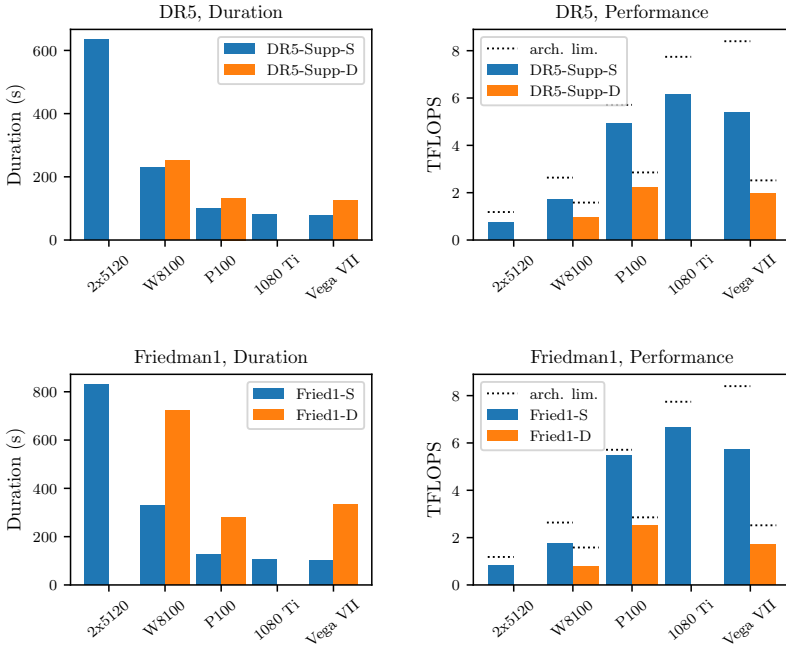 DR5, Duration
Duration (s)
600
400
200
0
DR5-Supp-S
DR5-Supp-D
2x5120
W8100
P100
1080 Ti
Vega VII
DR5, Performance
TFLOPS
8
6
4
2
0
arch. lim.
DR5-Supp-S
DR5-Supp-D
2x5120
W8100
P100
1080 Ti
Vega VII
Friedman1, Duration
Duration (s)
800
600
400
200
0
Fried1-S
Fried1-D
2x5120
W8100
P100
1080 Ti
Vega VII
Friedman1, Performance
TFLOPS
8
6
4
2
0
arch. lim.
Fried1-S
Fried1-D
2x5120
W8100
P100
1080 Ti
Vega VII